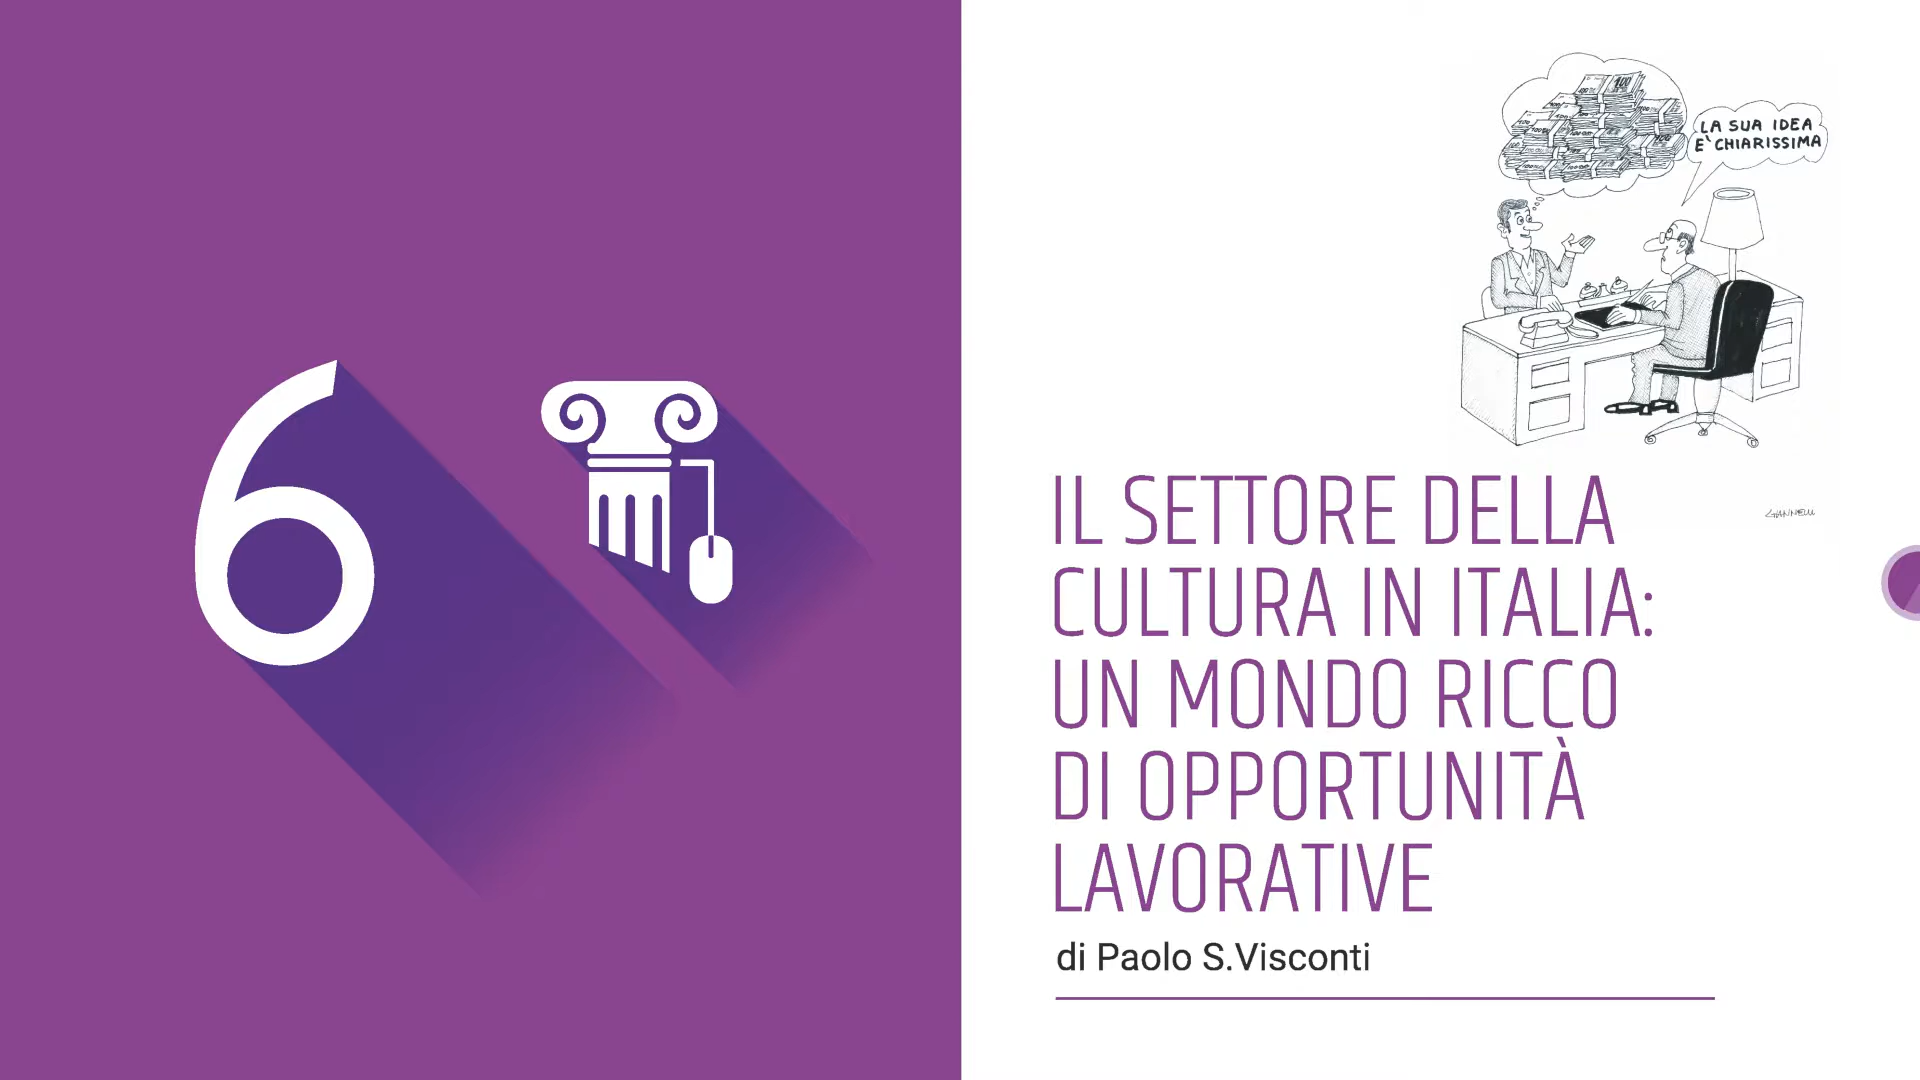 6
LA SUA IDEA
E' CHIARISSIMA
GIANNELLI
IL SETTORE DELLA
CULTURA IN ITALIA:
UN MONDO RICCO
DI OPPORTUNITÀ
LAVORATIVE
di Paolo S.Visconti